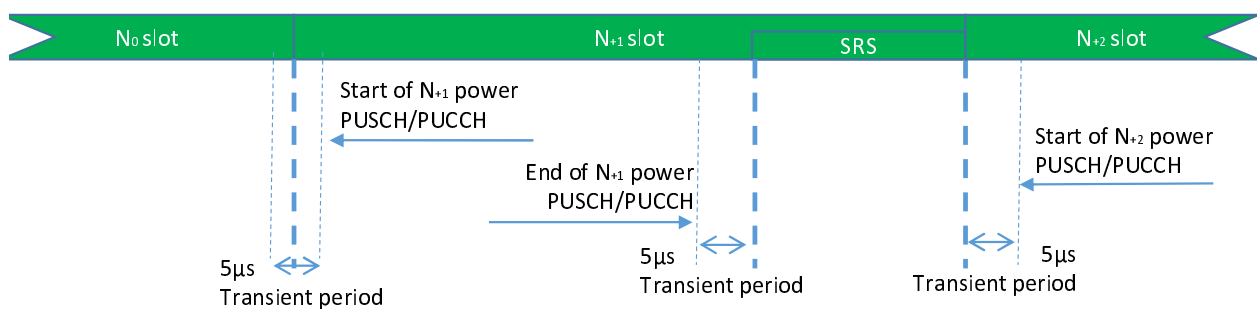 N₀ slot
N₊₁ slot
SRS
N₊₂ slot
Start of N₊₁ power
PUSCH/PUCCH
End of N₊₁ power
PUSCH/PUCCH
Start of N₊₂ power
PUSCH/PUCCH
5µs
Transient period
5µs
Transient period
5µs
Transient period